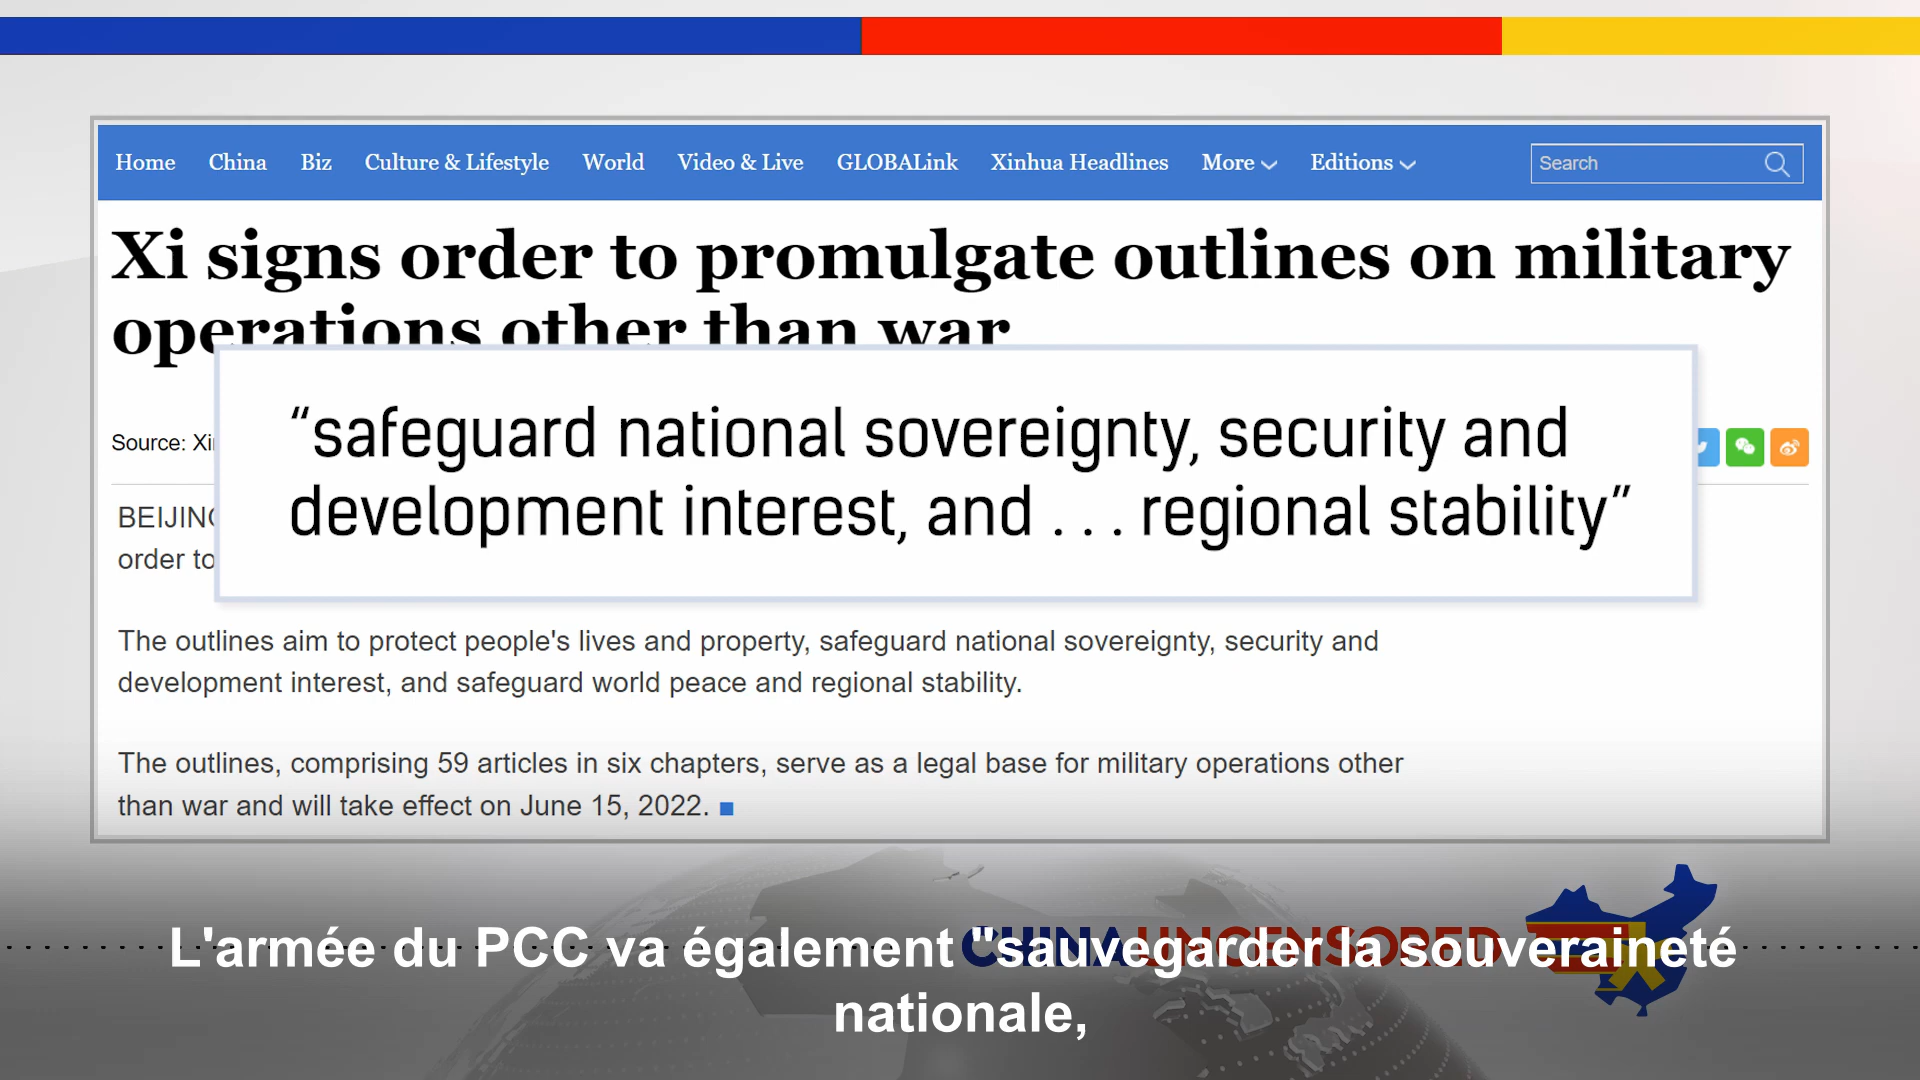 Home China Biz Culture & Lifestyle World Video & Live GLOBALink Xinhua Headlines More Editions Search
Xi signs order to promulgate outlines on military
operations other than war
“safeguard national sovereignty, security and
development interest, and . . . regional stability”
Source:
order to
The outlines aim to protect people's lives and property, safeguard national sovereignty, security and
development interest, and safeguard world peace and regional stability.
The outlines, comprising 59 articles in six chapters, serve as a legal base for military operations other
than war and will take effect on June 15, 2022.
CHINA UNCENSORED
L'armée du PCC va également "sauvegarder la souveraineté
nationale,